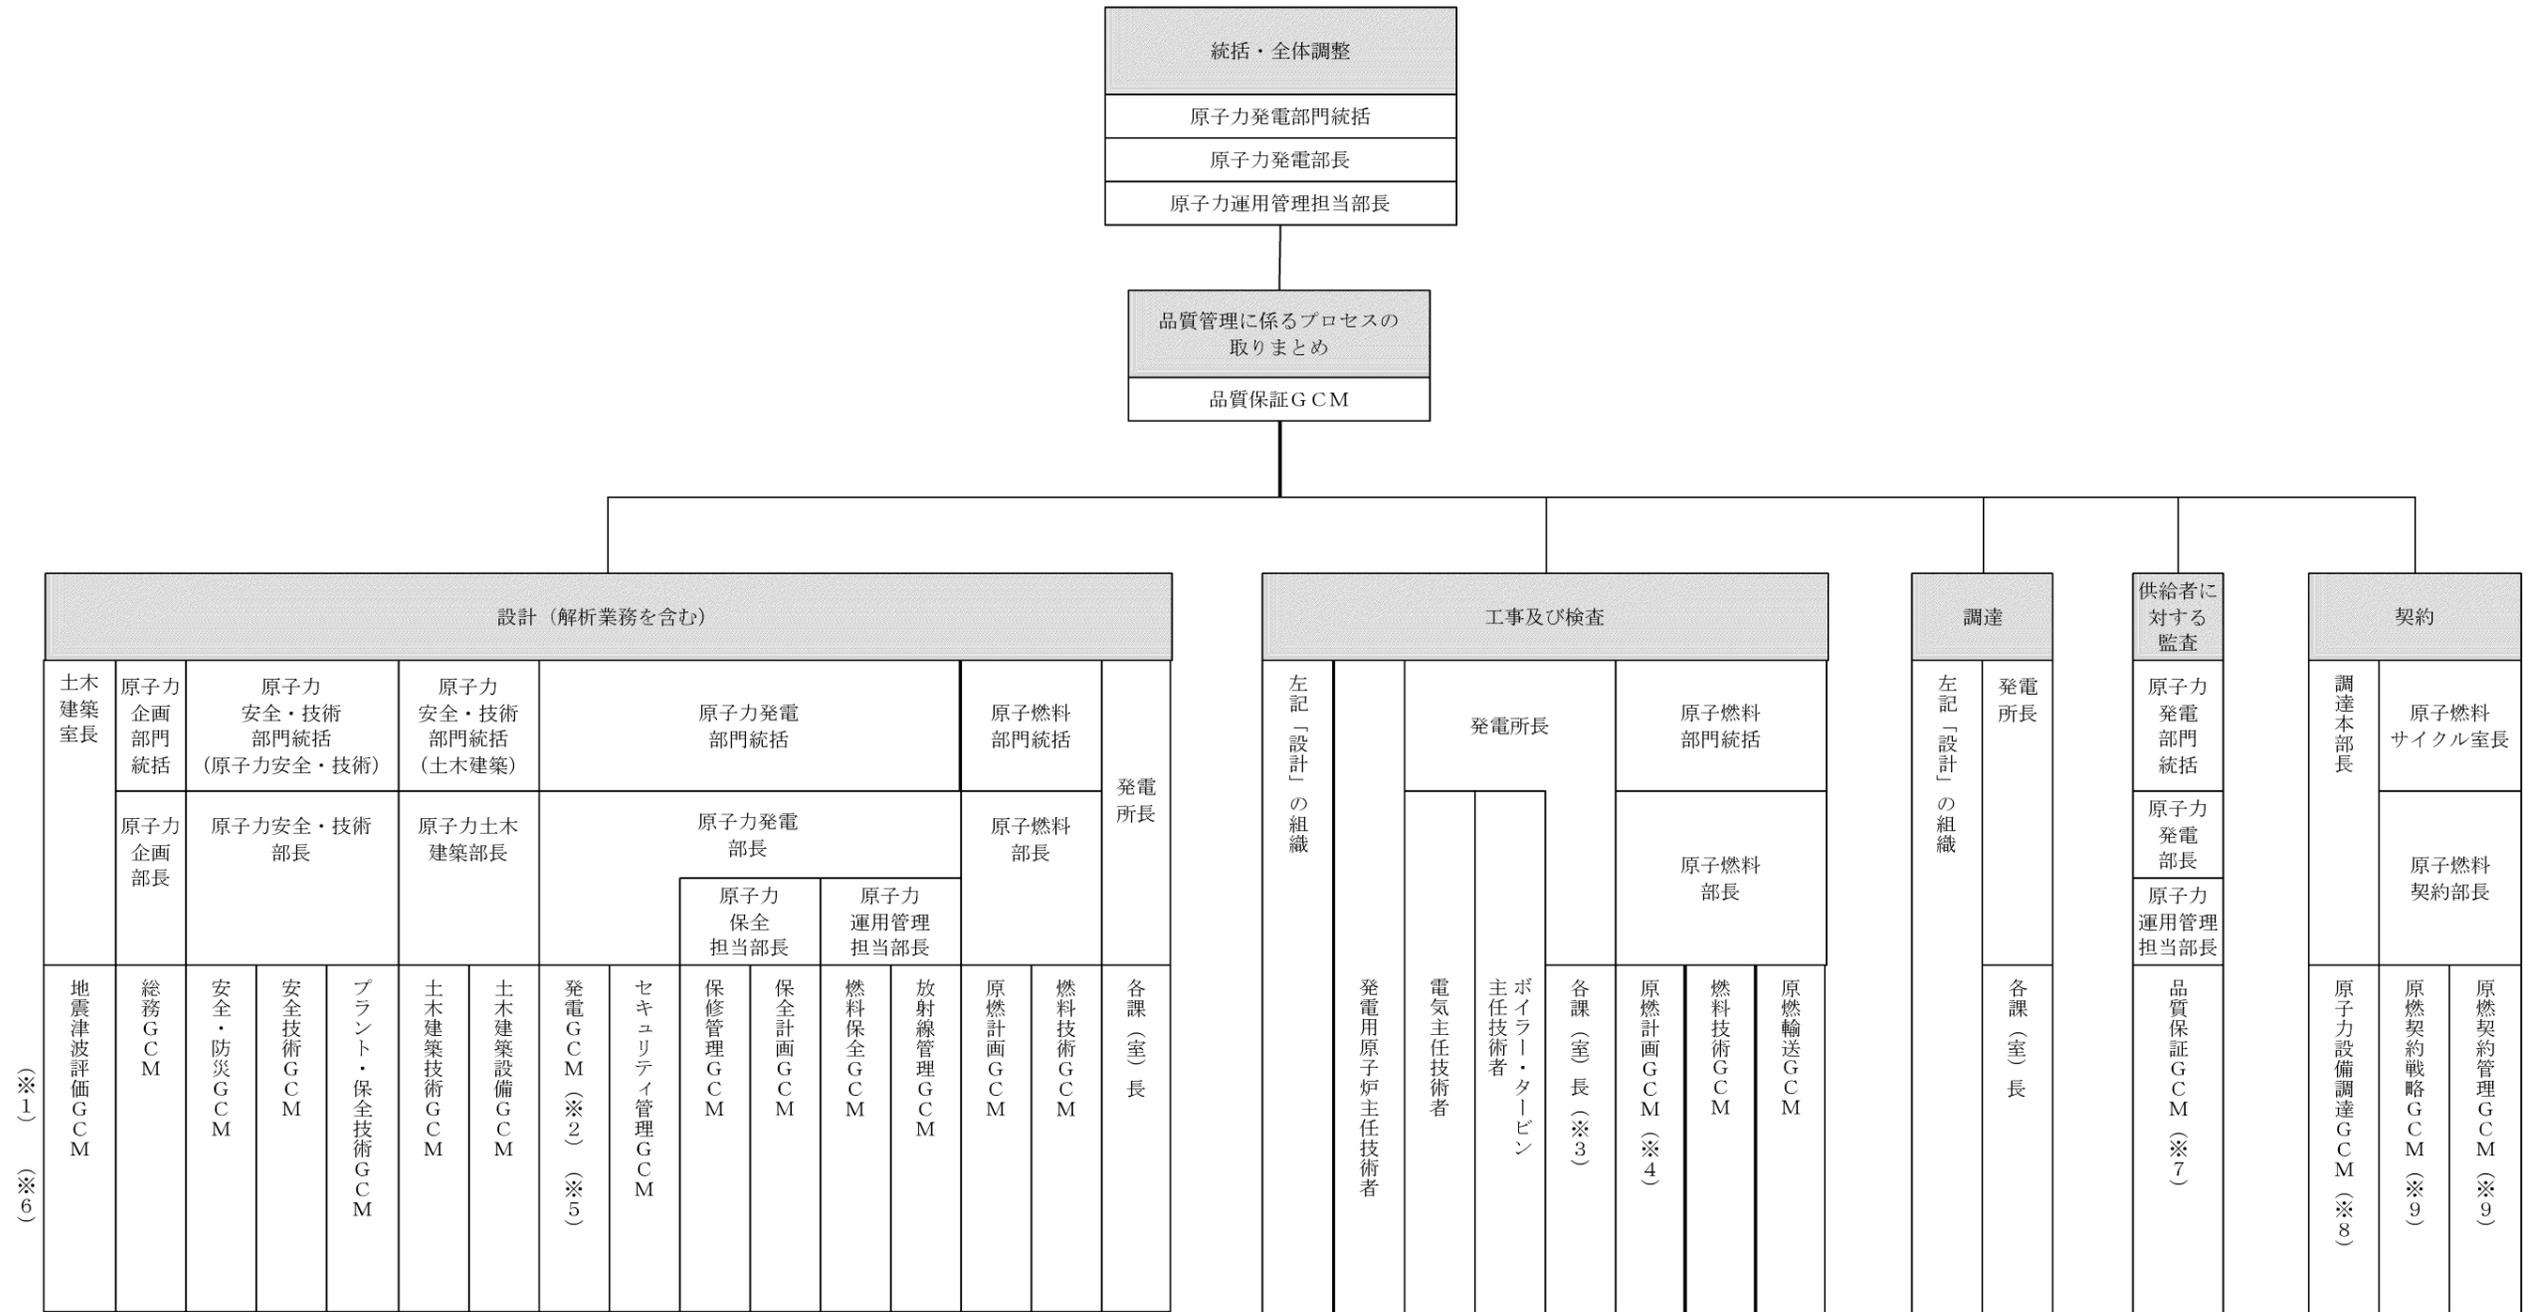 統括・全体調整
原子力発電部門統括
原子力発電部長
原子力運用管理担当部長
品質管理に係るプロセスの
取りまとめ
品質保証GCM
設計（解析業務を含む）
土木
建築
室長
原子力
企画
部門
統括
原子力
安全・技術
部門統括
（原子力安全・技術）
原子力
安全・技術
部門統括
（土木建築）
原子力発電
部門統括
原子燃料
部門統括
発電
所長
原子力
企画
部長
原子力安全・技術
部長
原子力土木
建築部長
原子力発電
部長
原子燃料
部長
原子力
保全
担当部長
原子力
運用管理
担当部長
（※1）（※6）
地震津波評価GCM
総務GCM
安全・防災GCM
安全技術GCM
プラント・保全技術GCM
土木建築技術GCM
土木建築設備GCM
発電GCM（※2）（※5）
セキュリティ管理GCM
保修管理GCM
保全計画GCM
燃料保全GCM
放射線管理GCM
原燃計画GCM
燃料技術GCM
各課（室）長
工事及び検査
左記「設計」の組織
発電所長
原子燃料
部門統括
原子燃料
部長
発電用原子炉主任技術者
電気主任技術者
ボイラー・タービン
主任技術者
各課（室）長（※3）
原燃計画GCM（※4）
燃料技術GCM
原燃輸送GCM
調達
左記「設計」の組織
発電
所長
各課（室）長
供給者に
対する
監査
原子力
発電
部門
統括
原子力
発電
部長
原子力
運用管理
担当部長
品質保証GCM（※7）
契約
調達本部長
原子燃料
サイクル室長
原子燃料
契約部長
原子力設備調達GCM（※8）
原燃契約戦略GCM（※9）
原燃契約管理GCM（※9）